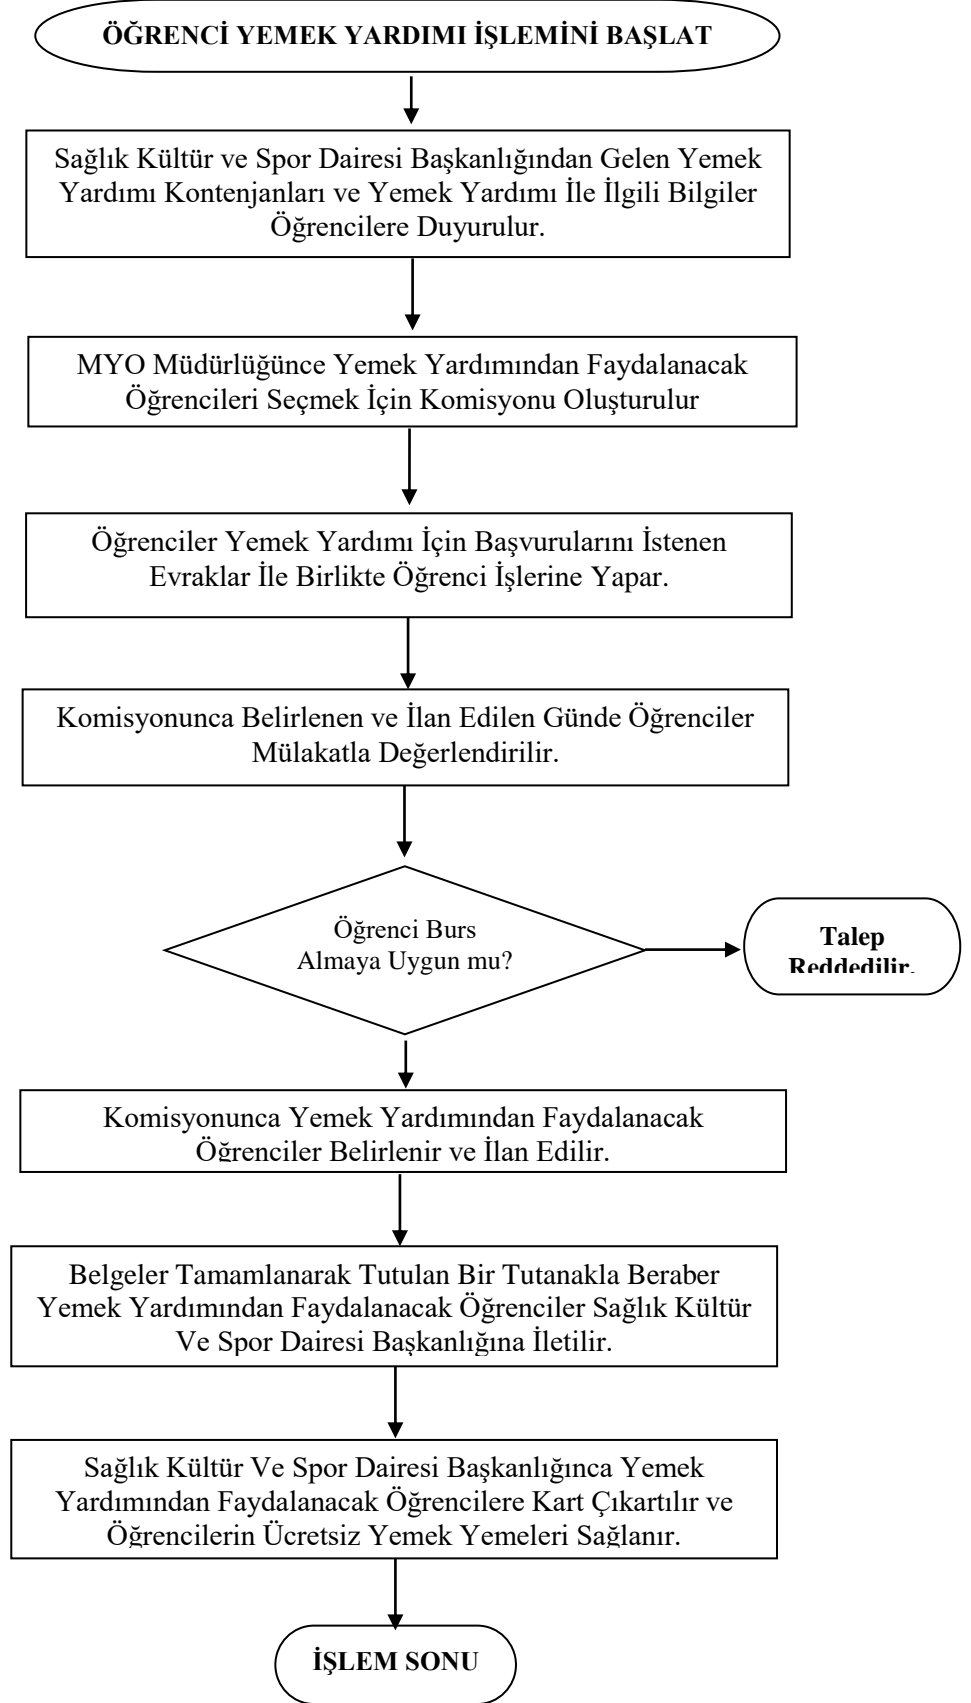 ÖĞRENCİ YEMEK YARDIMI İŞLEMİNİ BAŞLAT
Sağlık Kültür ve Spor Dairesi Başkanlığından Gelen Yemek
Yardımı Kontenjanları ve Yemek Yardımı İle İlgili Bilgiler
Öğrencilere Duyurulur.
MYO Müdürlüğünce Yemek Yardımından Faydalanacak
Öğrencileri Seçmek İçin Komisyonu Oluşturulur
Öğrenciler Yemek Yardımı İçin Başvurularını İstenen
Evraklar İle Birlikte Öğrenci İşlerine Yapar.
Komisyonunca Belirlenen ve İlan Edilen Günde Öğrenciler
Mülakatla Değerlendirilir.
Öğrenci Burs
Almaya Uygun mu?
Talep
Reddedilir.
Komisyonunca Yemek Yardımından Faydalanacak
Öğrenciler Belirlenir ve İlan Edilir.
Belgeler Tamamlanarak Tutulan Bir Tutanakla Beraber
Yemek Yardımından Faydalanacak Öğrenciler Sağlık Kültür
Ve Spor Dairesi Başkanlığına İletilir.
Sağlık Kültür Ve Spor Dairesi Başkanlığınca Yemek
Yardımından Faydalanacak Öğrencilere Kart Çıkartılır ve
Öğrencilerin Ücretsiz Yemek Yemeleri Sağlanır.
İŞLEM SONU